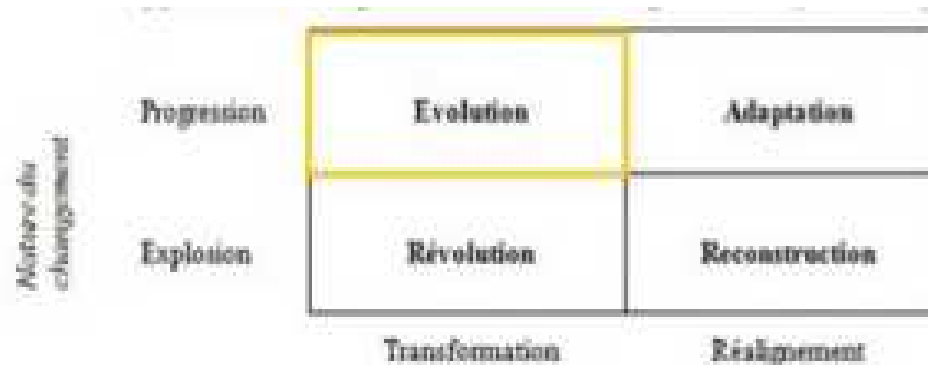 Progression Evolution Adaptation
Nature du
changement
Explosion Révolution Reconstruction
Transformation Réalignement